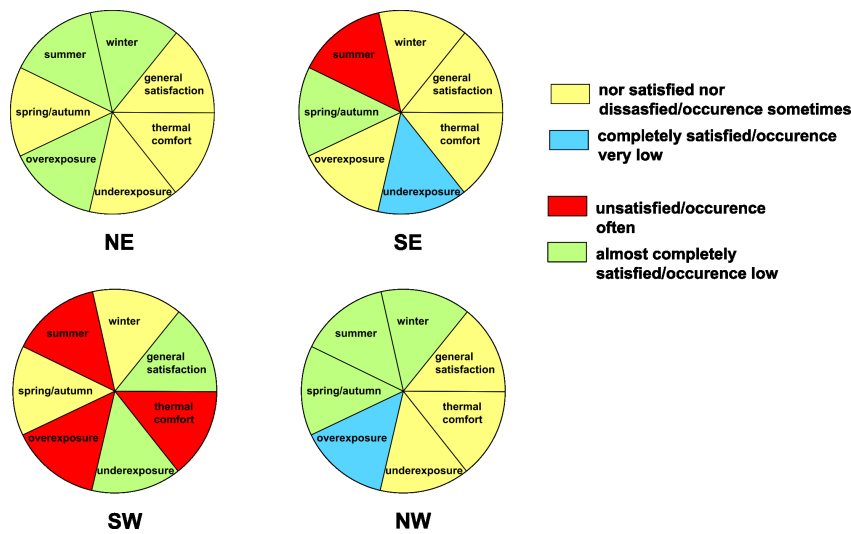 summer
winter
general
satisfaction
spring/autumn
thermal
comfort
overexposure
underexposure
NE
summer
winter
general
satisfaction
spring/autumn
thermal
comfort
overexposure
underexposure
SE
nor satisfied nor
dissasfied/occurence sometimes
completely satisfied/occurence
very low
unsatisfied/occurence
often
almost completely
satisfied/occurence low
summer
winter
general
satisfaction
spring/autumn
thermal
comfort
overexposure
underexposure
SW
summer
winter
general
satisfaction
spring/autumn
thermal
comfort
overexposure
underexposure
NW